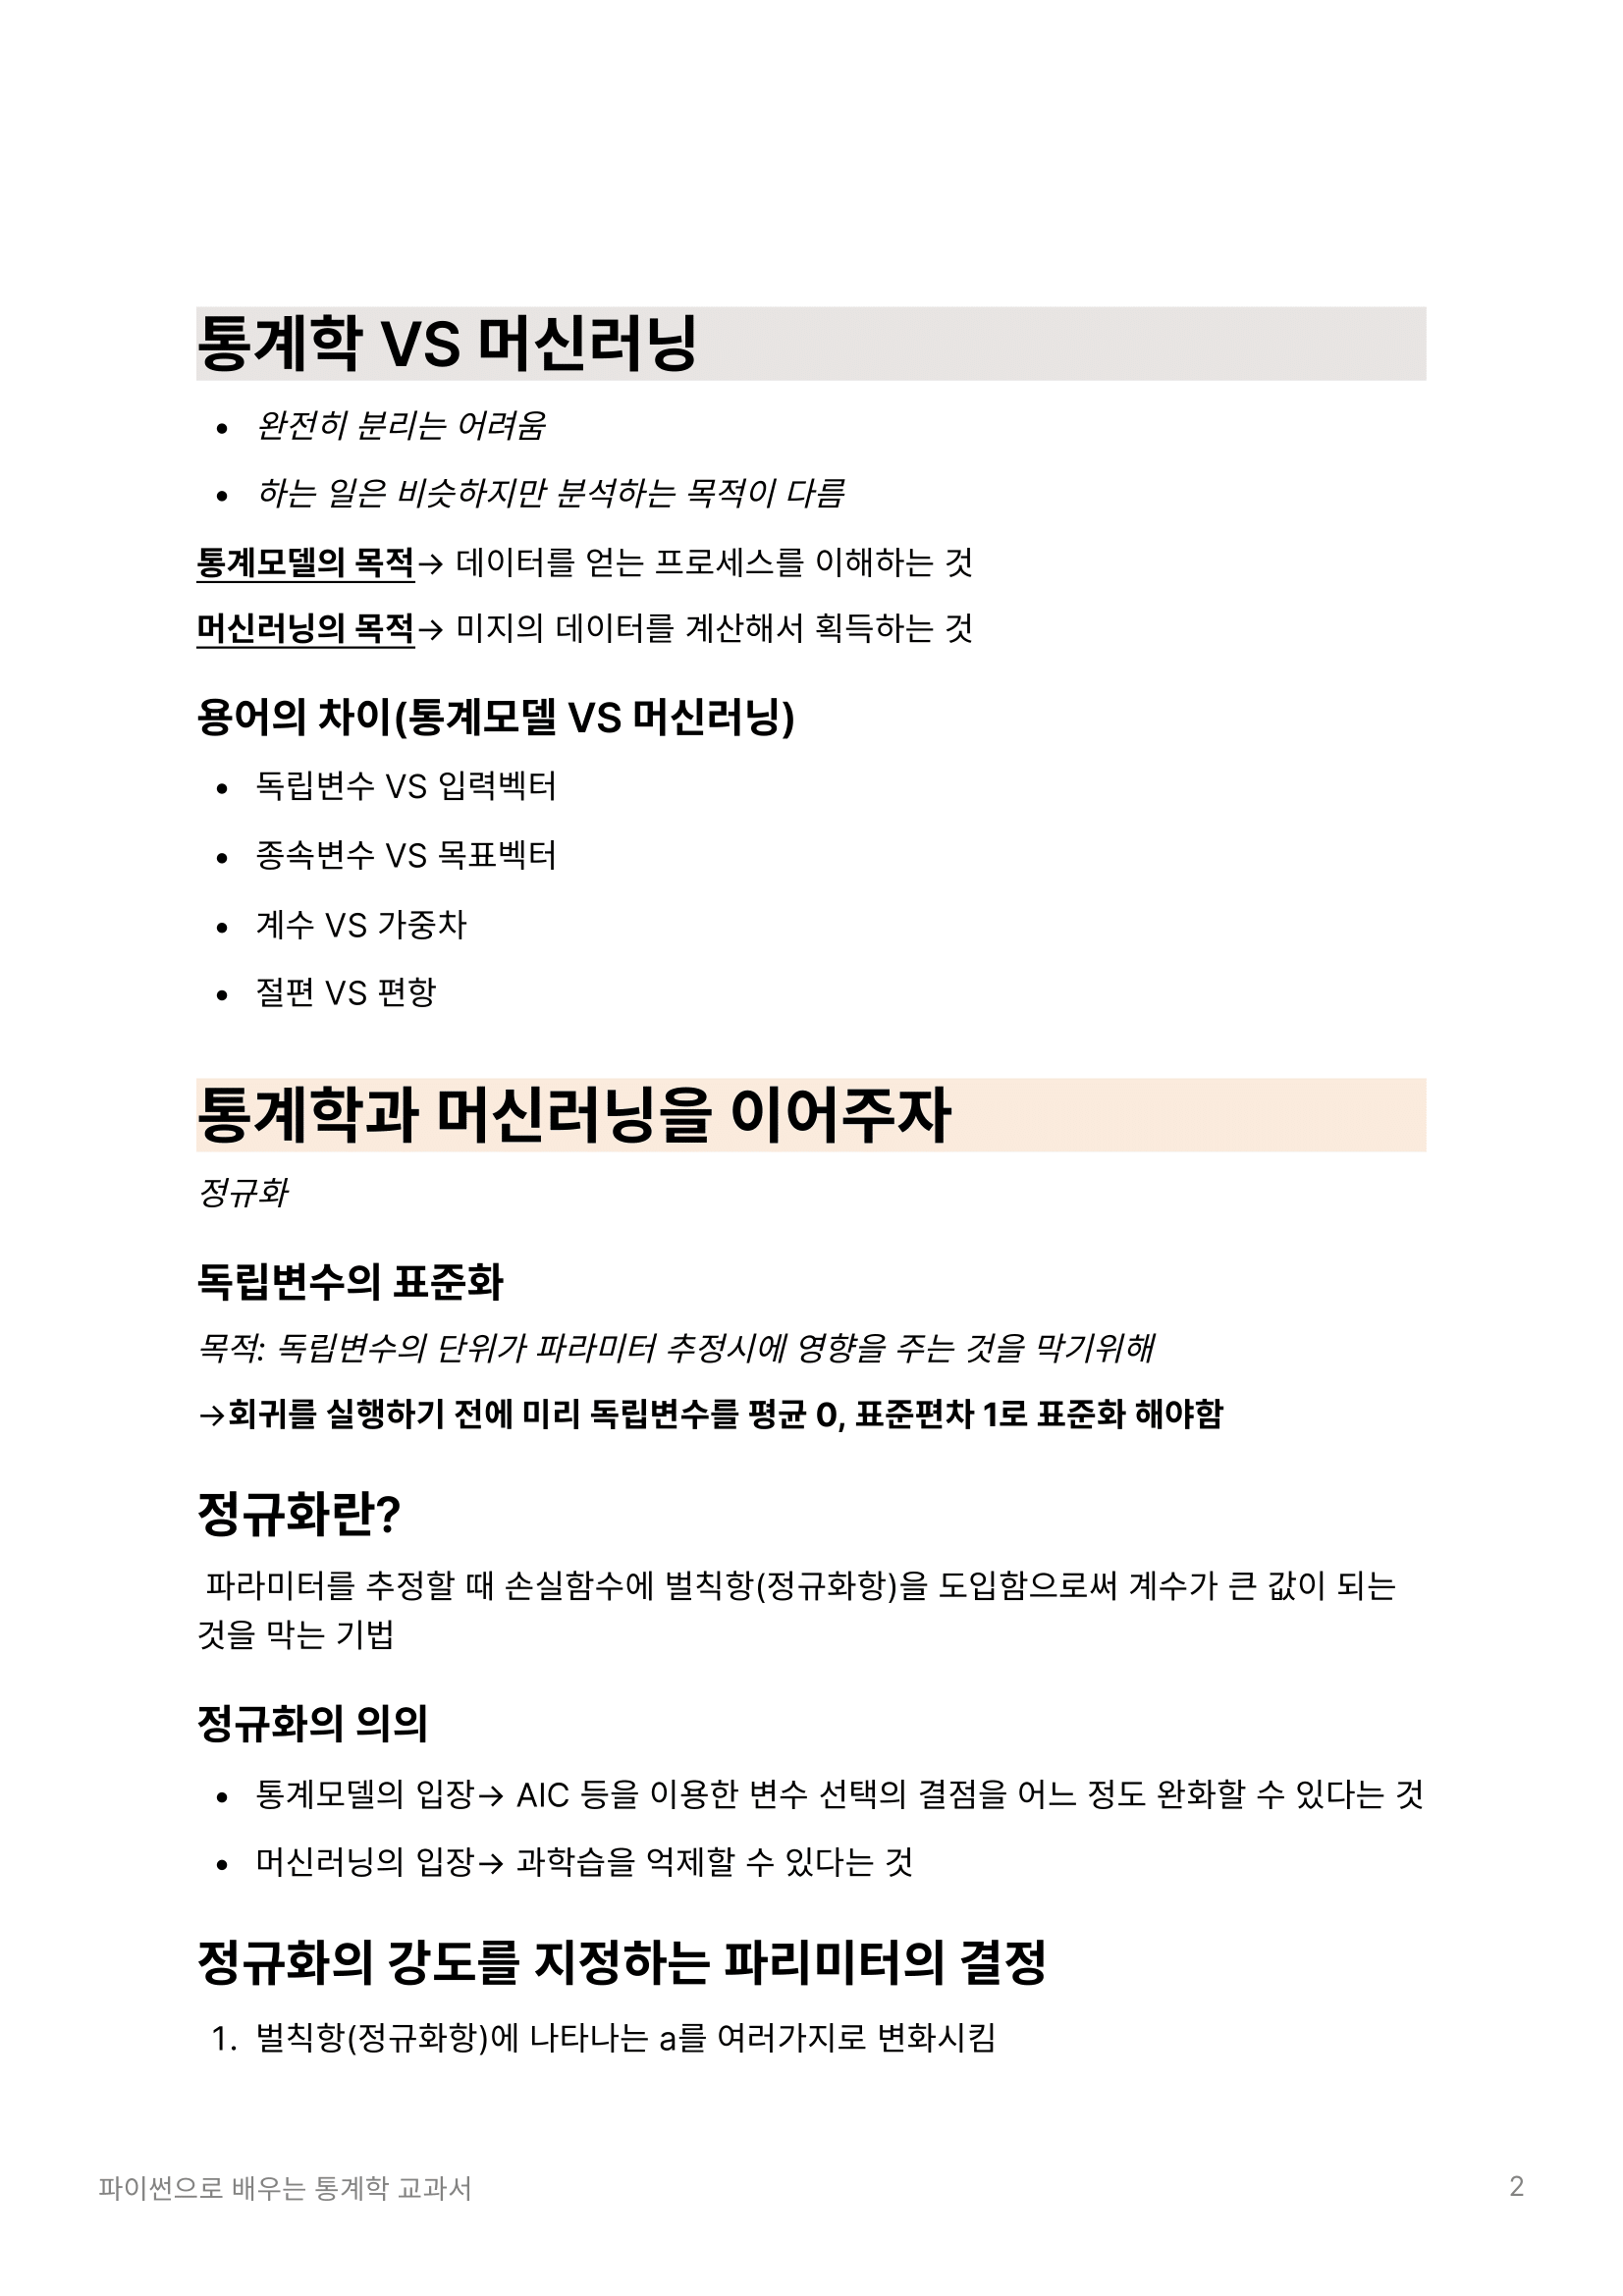 통계학 VS 머신러닝
• 완전히 분리는 어려움
• 하는 일은 비슷하지만 분석하는 목적이 다름
통계모델의 목적→ 데이터를 얻는 프로세스를 이해하는 것
머신러닝의 목적→ 미지의 데이터를 계산해서 획득하는 것
용어의 차이(통계모델 VS 머신러닝)
• 독립변수 VS 입력벡터
• 종속변수 VS 목표벡터
• 계수 VS 가중차
• 절편 VS 편항
통계학과 머신러닝을 이어주자
정규화
독립변수의 표준화
목적: 독립변수의 단위가 파라미터 추정시에 영향을 주는 것을 막기위해
→회귀를 실행하기 전에 미리 독립변수를 평균 0, 표준편차 1로 표준화 해야함
정규화란?
파라미터를 추정할 때 손실함수에 벌칙항(정규화항)을 도입함으로써 계수가 큰 값이 되는
것을 막는 기법
정규화의 의의
• 통계모델의 입장→ AIC 등을 이용한 변수 선택의 결점을 어느 정도 완화할 수 있다는 것
• 머신러닝의 입장→ 과학습을 억제할 수 있다는 것
정규화의 강도를 지정하는 파리미터의 결정
1. 벌칙항(정규화항)에 나타나는 a를 여러가지로 변화시킴
파이썬으로 배우는 통계학 교과서
2